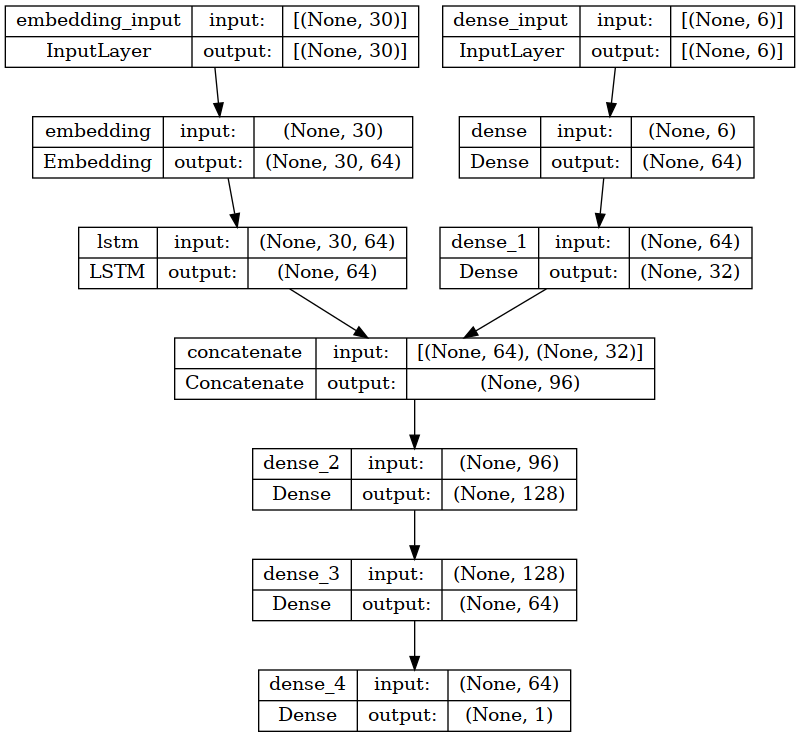 embedding_input input: [(None, 30)]
InputLayer output: [(None, 30)]
dense_input input: [(None, 6)]
InputLayer output: [(None, 6)]
embedding input: (None, 30)
Embedding output: (None, 30, 64)
dense input: (None, 6)
Dense output: (None, 64)
lstm input: (None, 30, 64)
LSTM output: (None, 64)
dense_1 input: (None, 64)
Dense output: (None, 32)
concatenate input: [(None, 64), (None, 32)]
Concatenate output: (None, 96)
dense_2 input: (None, 96)
Dense output: (None, 128)
dense_3 input: (None, 128)
Dense output: (None, 64)
dense_4 input: (None, 64)
Dense output: (None, 1)